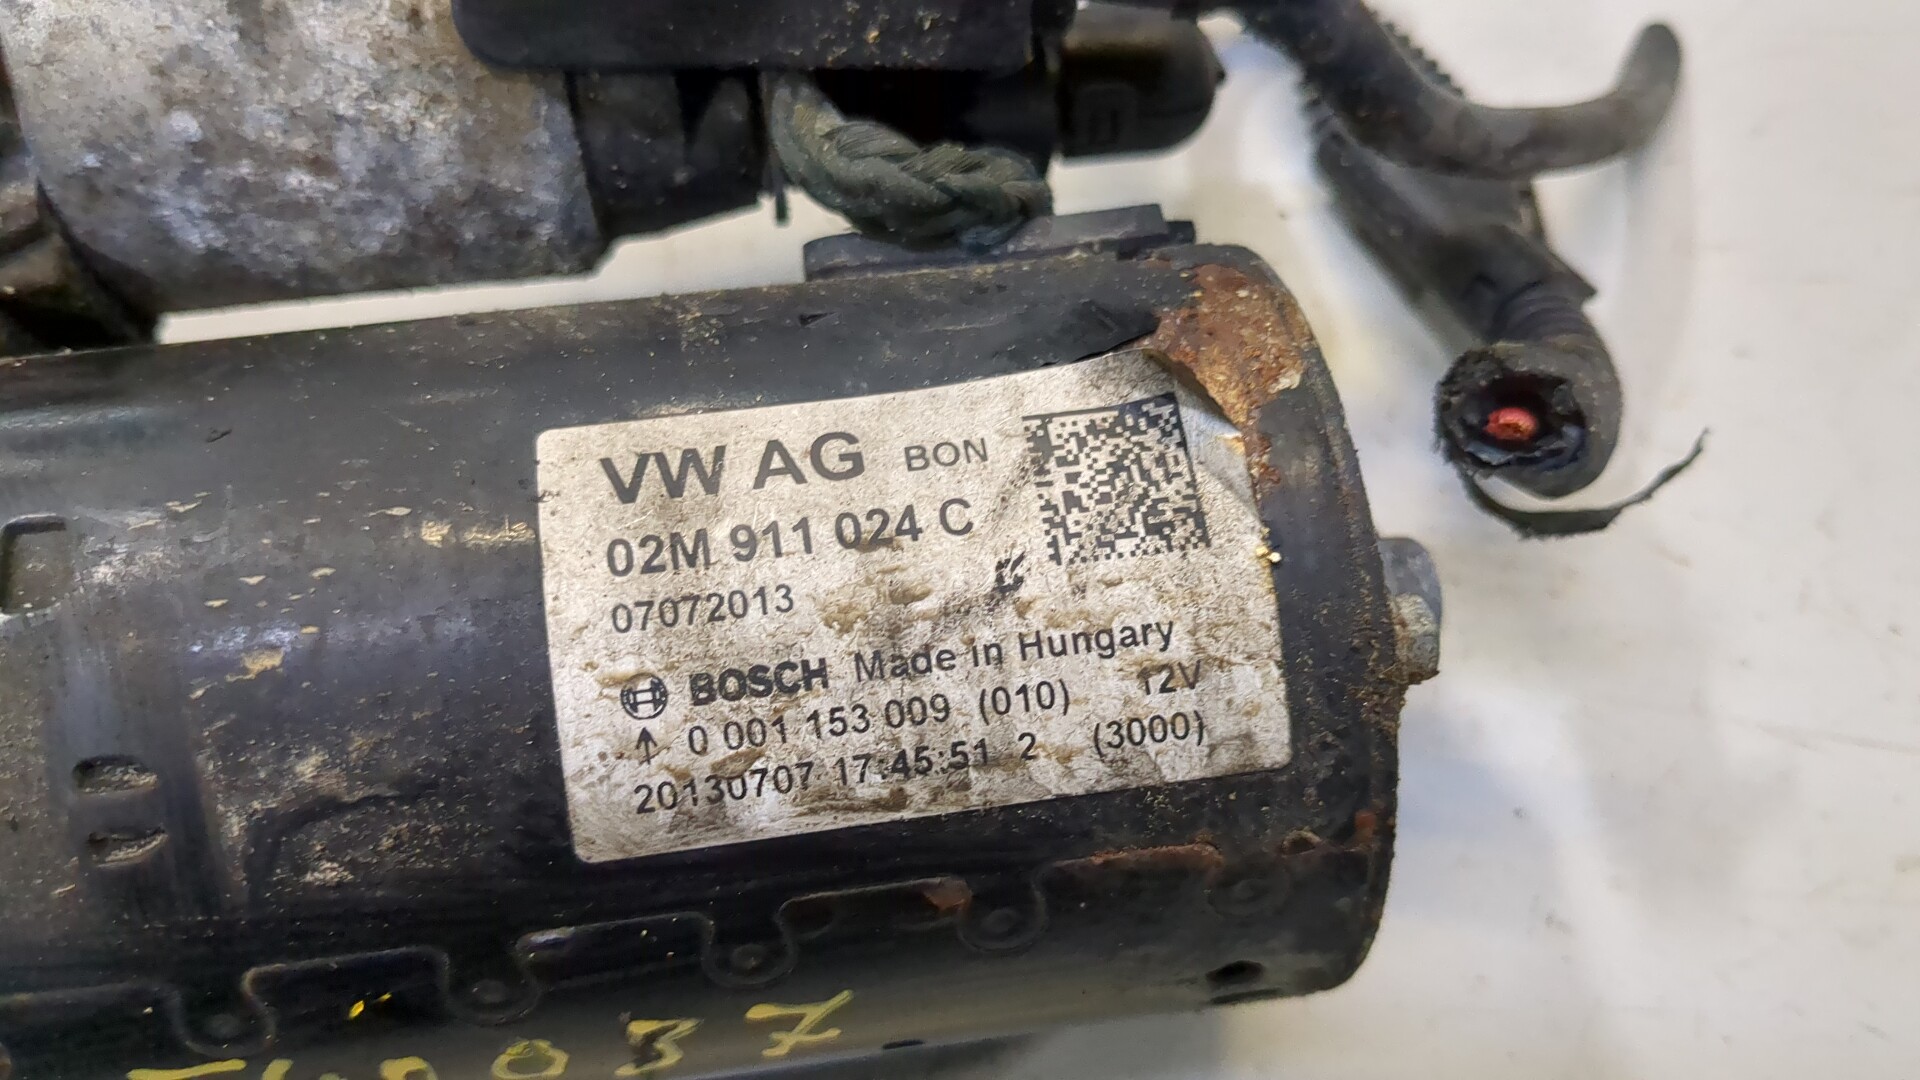 VW AG BON
02M 911 024 C
07072013
BOSCH Made in Hungary
0 001 153 009 (010) 12V
20130707 17:45:51 2 (3000)
037